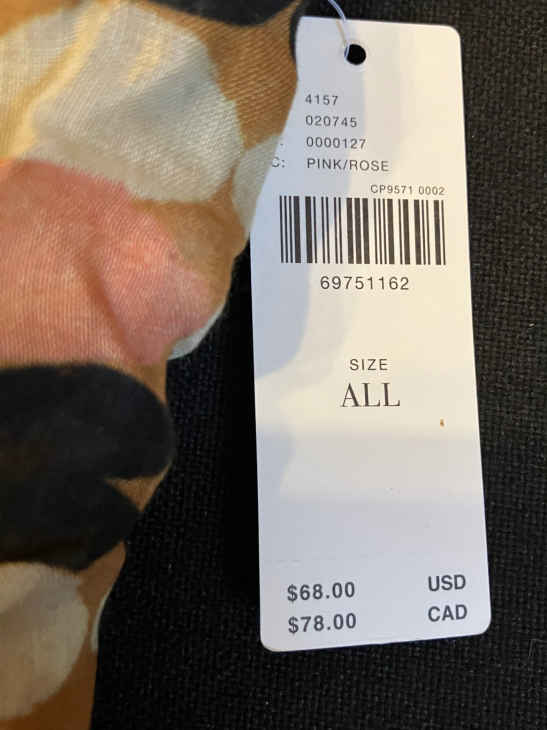 4157
020745
0000127
C: PINK/ROSE
CP9571 0002
69751162
SIZE
ALL
$68.00 USD
$78.00 CAD